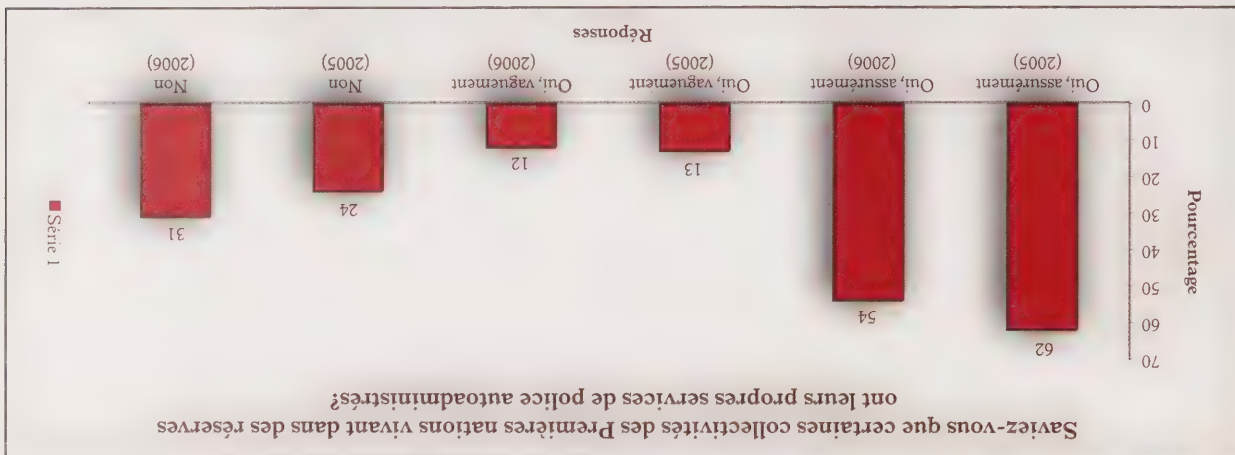 Saviez-vous que certaines collectivités des Premières nations vivant dans des réserves
ont leurs propres services de police autoadministrés?
Pourcentage
70
60
50
40
30
20
10
0
62
54
13
12
24
31
Oui, assurément
(2005)
Oui, assurément
(2006)
Oui, vaguement
(2005)
Oui, vaguement
(2006)
Non
(2005)
Non
(2006)
Réponses
Série 1